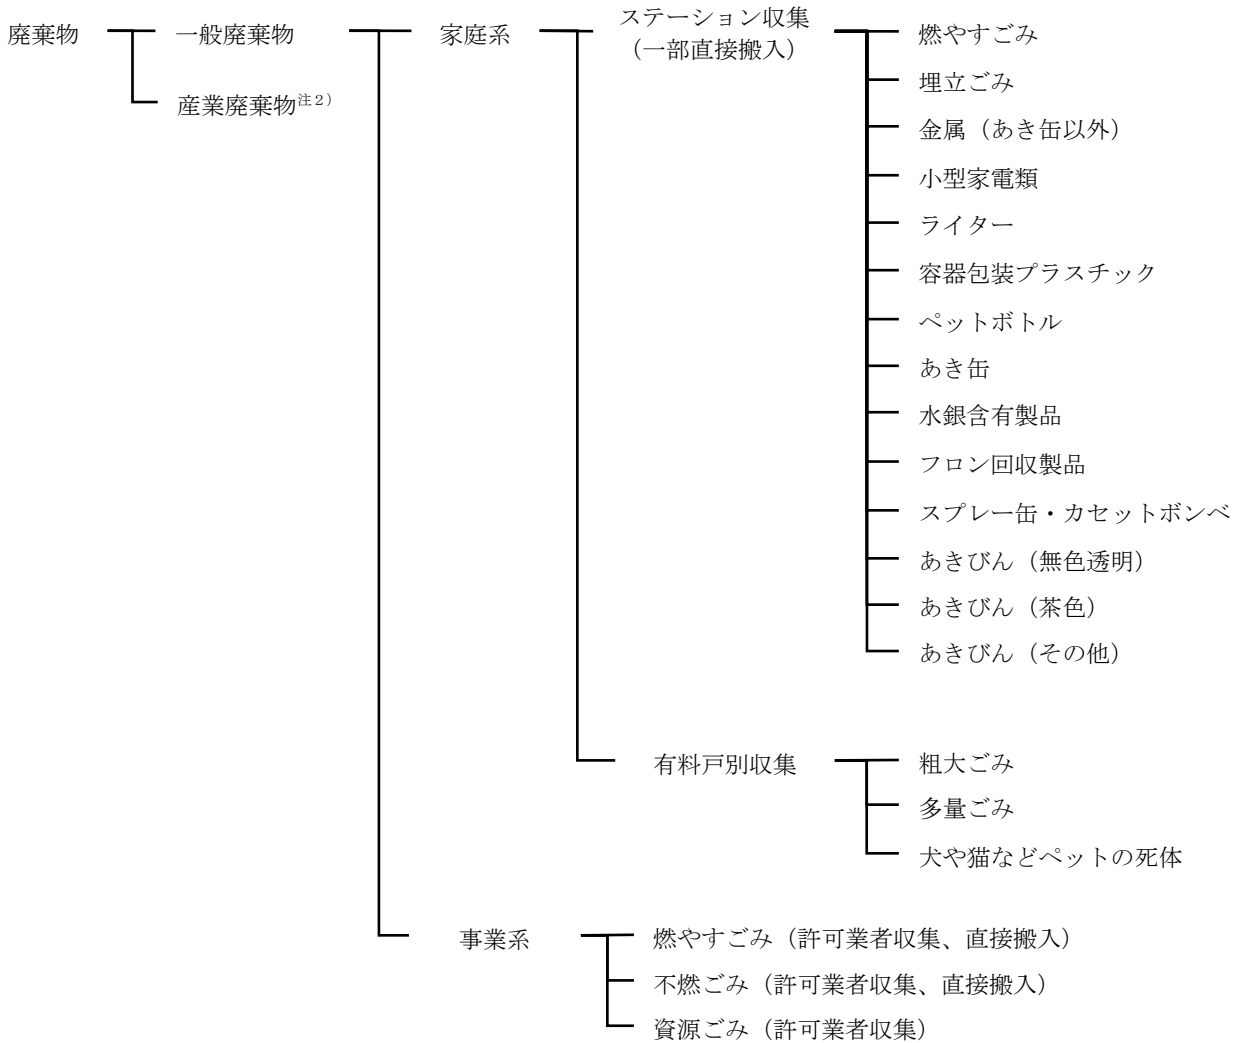 廃棄物
一般廃棄物
産業廃棄物注2）
家庭系
ステーション収集
（一部直接搬入）
燃やすごみ
埋立ごみ
金属（あき缶以外）
小型家電類
ライター
容器包装プラスチック
ペットボトル
あき缶
水銀含有製品
フロン回収製品
スプレー缶・カセットボンベ
あきびん（無色透明）
あきびん（茶色）
あきびん（その他）
有料戸別収集
粗大ごみ
多量ごみ
犬や猫などペットの死体
事業系
燃やすごみ（許可業者収集、直接搬入）
不燃ごみ（許可業者収集、直接搬入）
資源ごみ（許可業者収集）